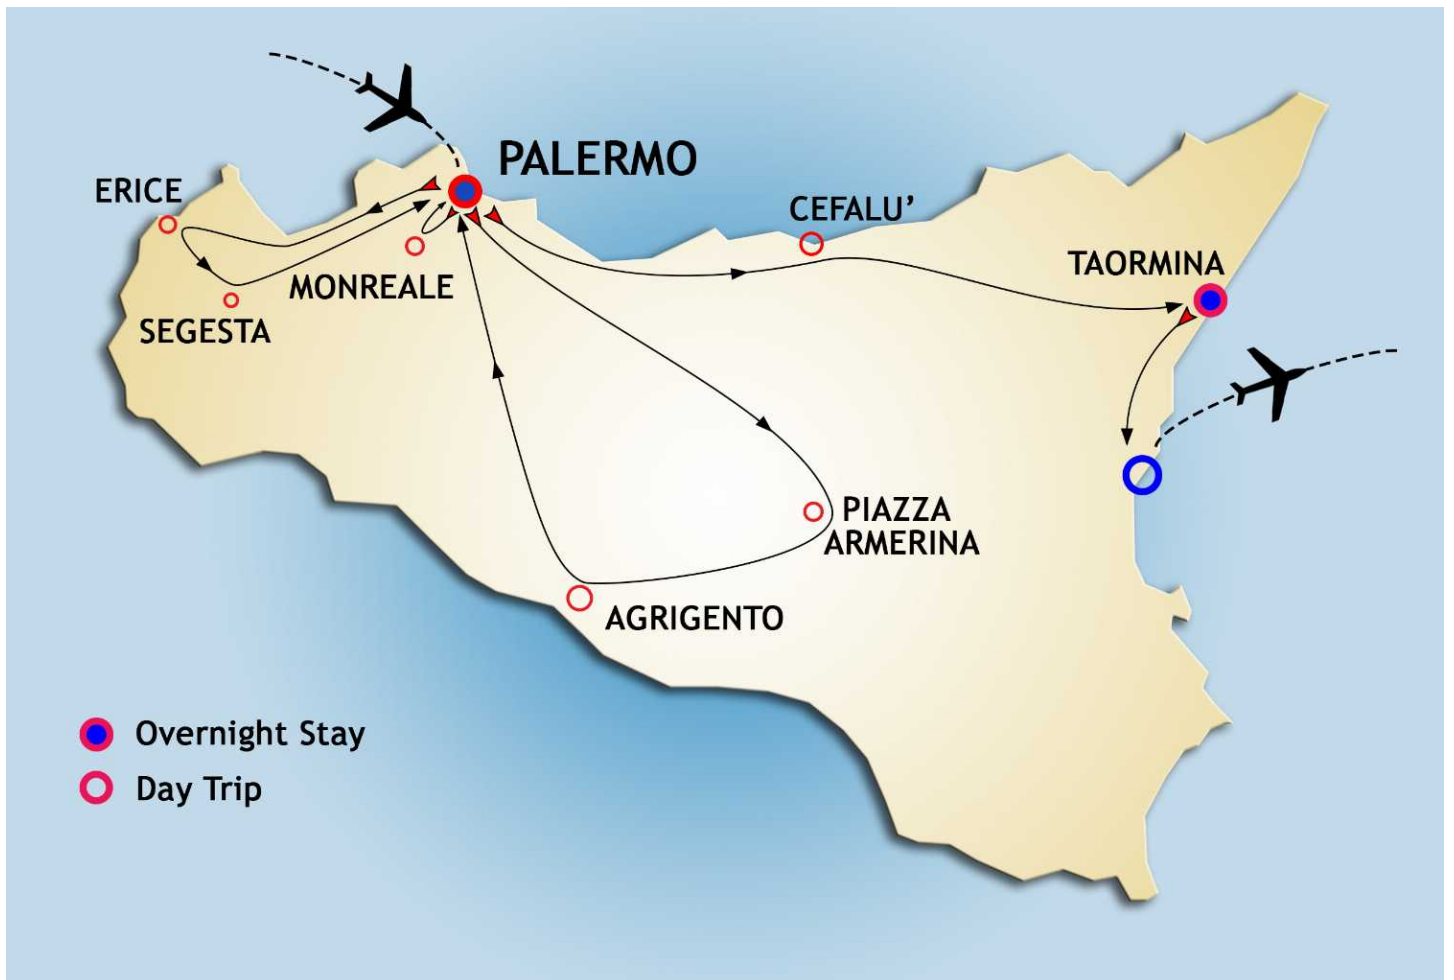 PALERMO
ERICE
CEFALU’
TAORMINA
MONREALE
SEGESTA
PIAZZA
ARMERINA
AGRIGENTO
Overnight Stay
Day Trip